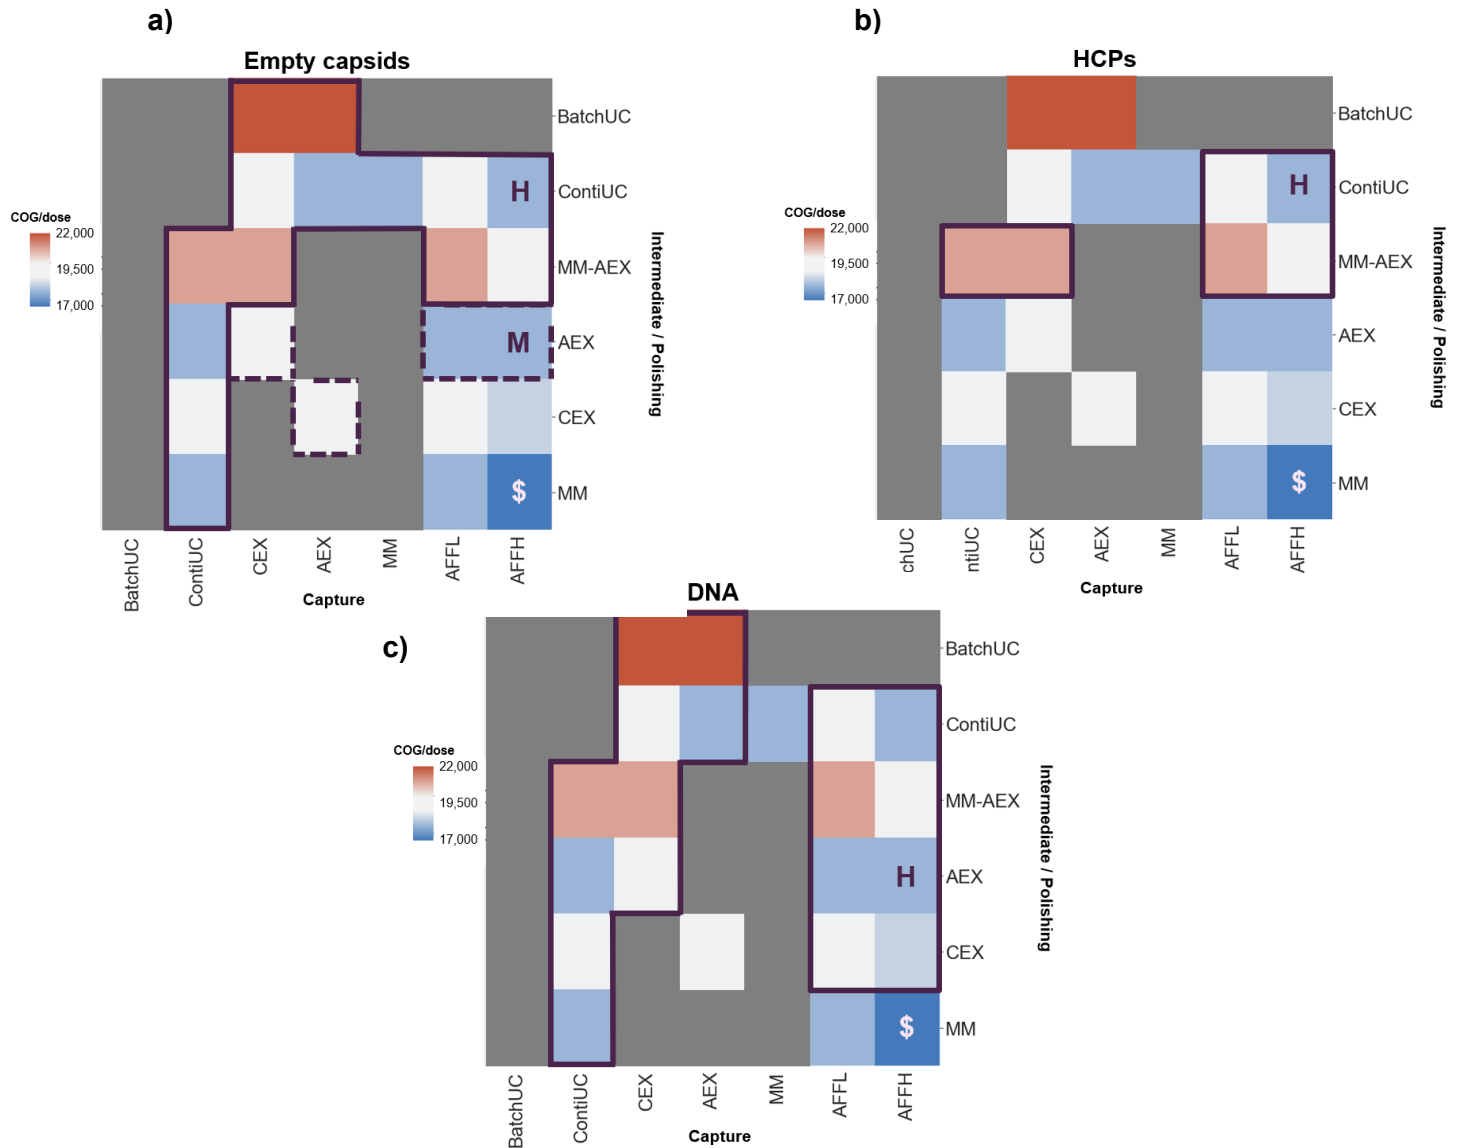 a)
Empty capsids
COG/dose
22,000
19,500
17,000
H
M
$
BatchUC
ContiUC
MM-AEX
AEX
CEX
MM
Intermediate / Polishing
BatchUC
ContiUC
CEX
AEX
MM
AFFL
AFFH
Capture
b)
HCPs
COG/dose
22,000
19,500
17,000
H
$
BatchUC
ContiUC
MM-AEX
AEX
CEX
MM
Intermediate / Polishing
chUC
ntiUC
CEX
AEX
MM
AFFL
AFFH
Capture
c)
DNA
COG/dose
22,000
19,500
17,000
H
$
BatchUC
ContiUC
MM-AEX
AEX
CEX
MM
Intermediate / Polishing
BatchUC
ContiUC
CEX
AEX
MM
AFFL
AFFH
Capture